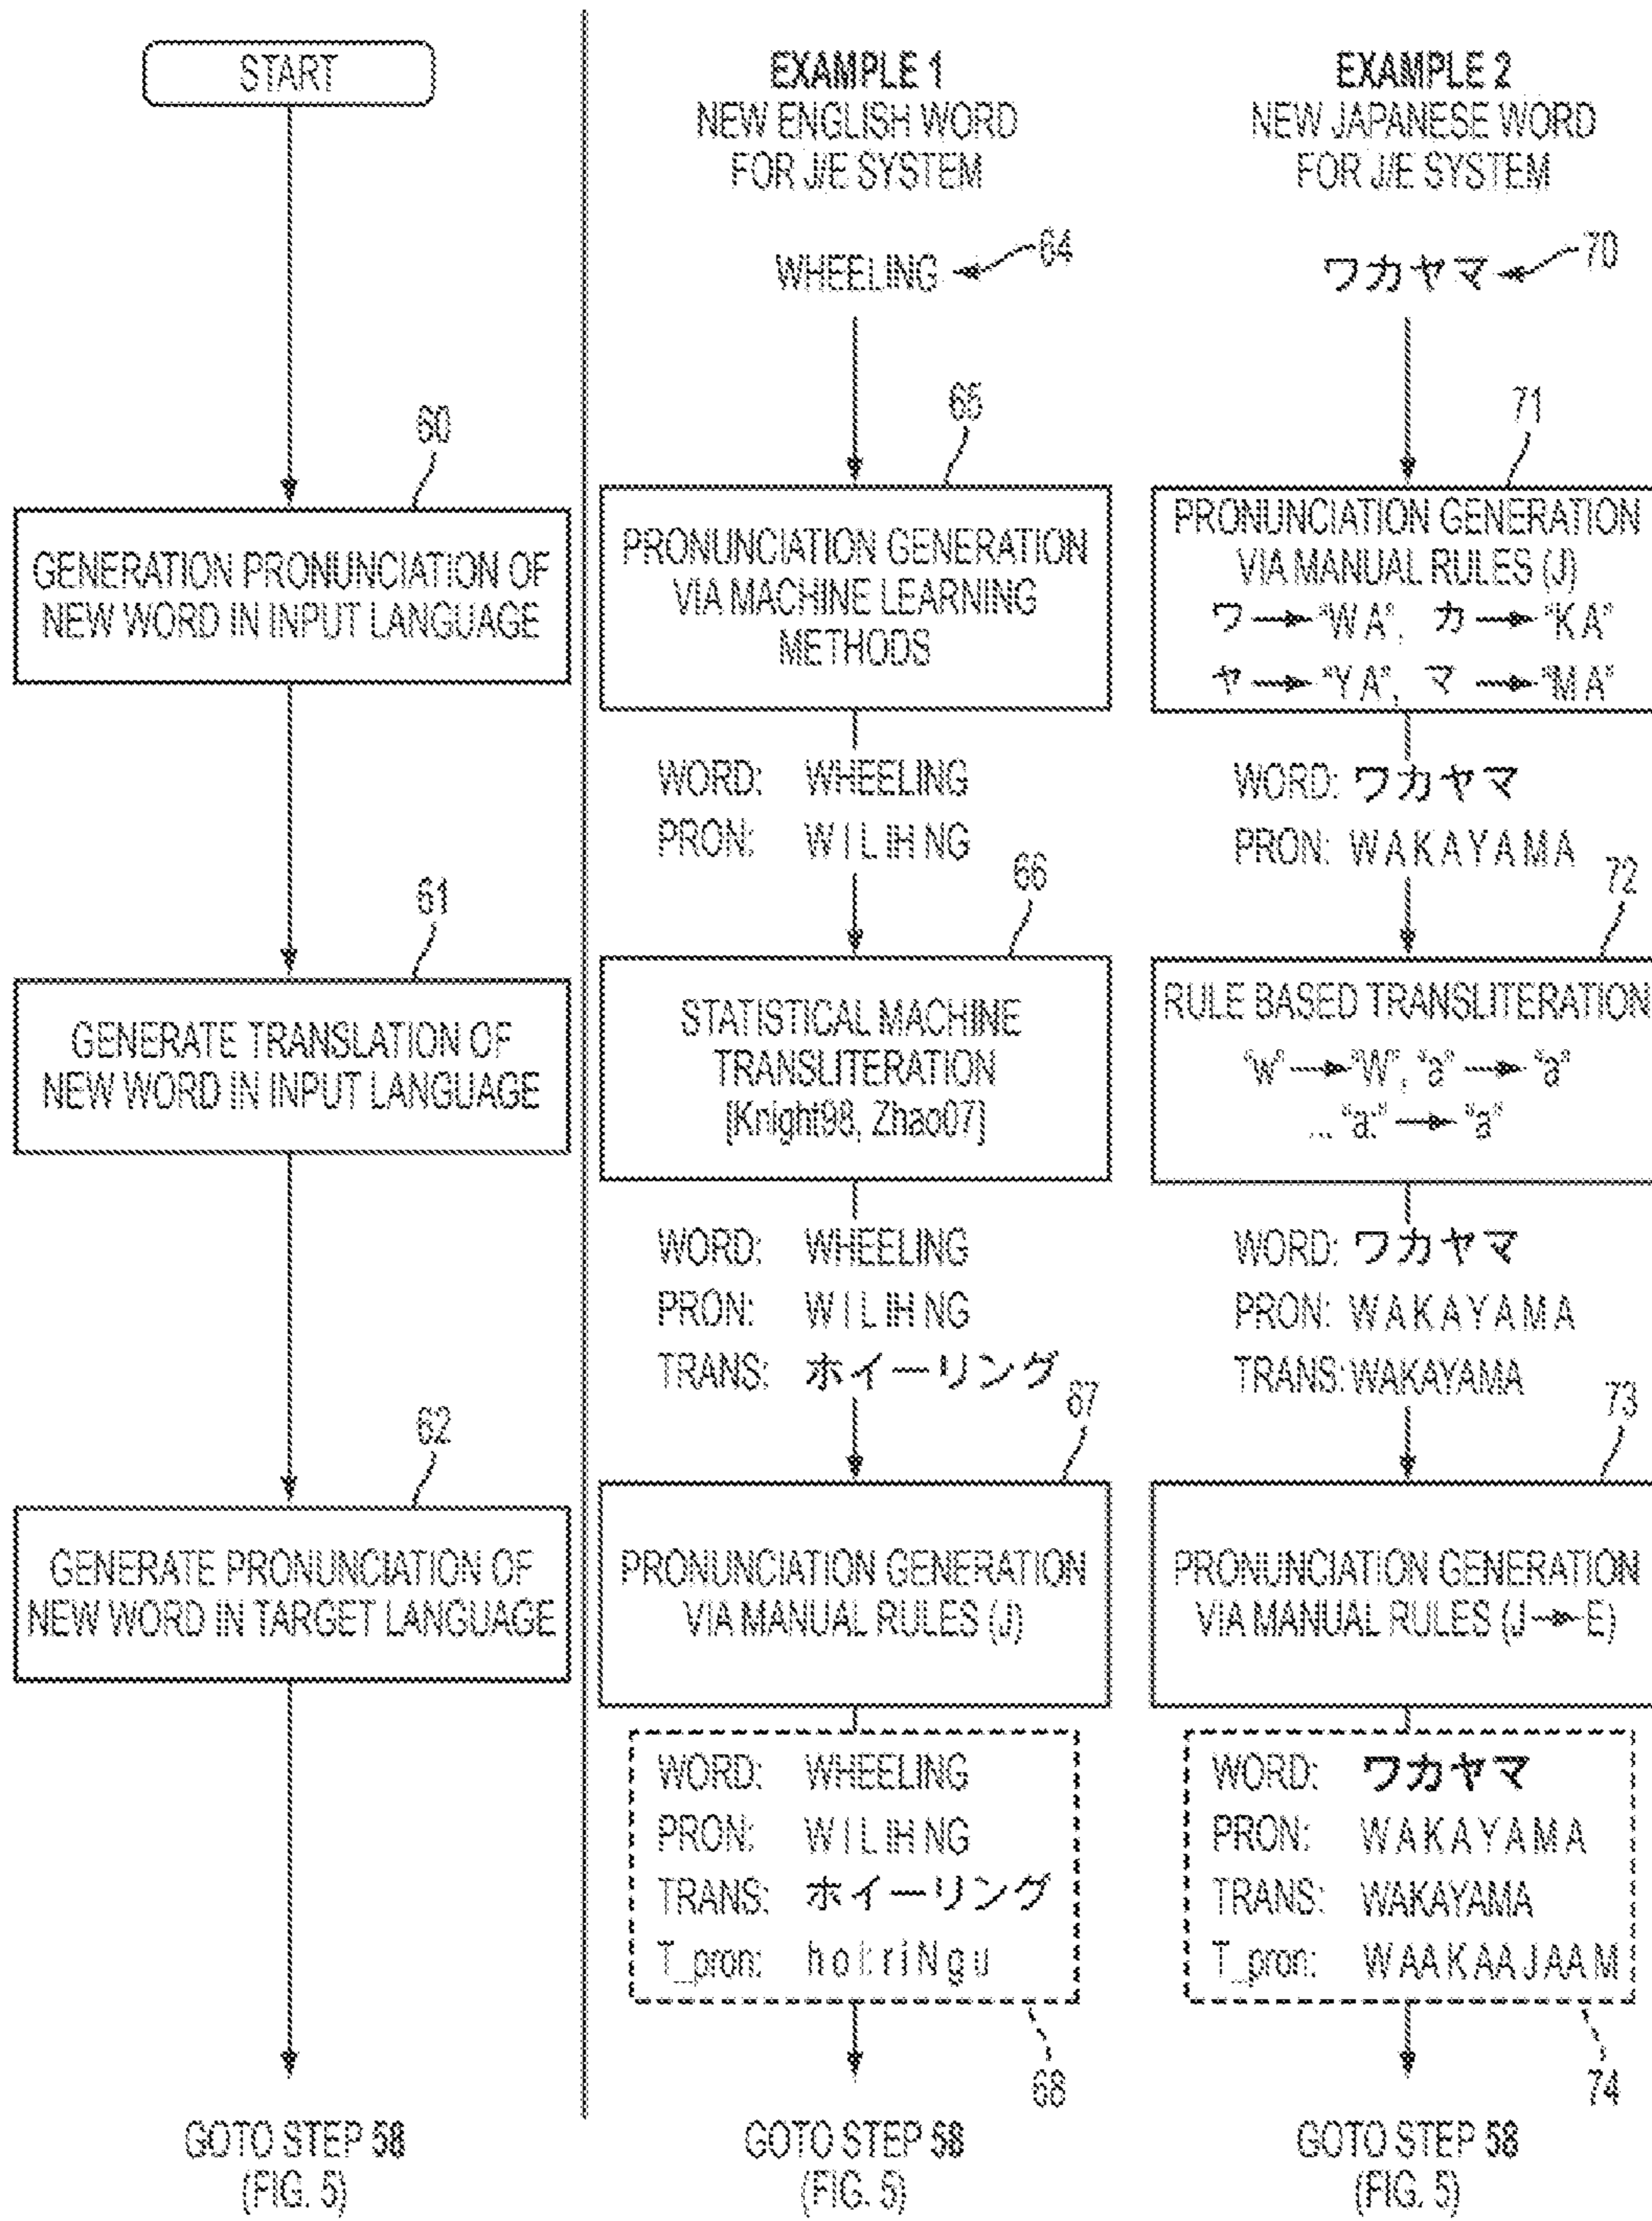 START
60
GENERATION PRONUNCIATION OF
NEW WORD IN INPUT LANGUAGE
61
GENERATE TRANSLATION OF
NEW WORD IN INPUT LANGUAGE
62
GENERATE PRONUNCIATION OF
NEW WORD IN TARGET LANGUAGE
GOTO STEP 58
(FIG. 5)
EXAMPLE 1
NEW ENGLISH WORD
FOR J/E SYSTEM
WHEELING 64
65
PRONUNCIATION GENERATION
VIA MACHINE LEARNING
METHODS
WORD: WHEELING
PRON: W I L IH NG
66
STATISTICAL MACHINE
TRANSLITERATION
[Knight98, Zhao07]
WORD: WHEELING
PRON: W I L IH NG
TRANS: ホイーリング
67
PRONUNCIATION GENERATION
VIA MANUAL RULES (J)
WORD: WHEELING
PRON: W I L IH NG
TRANS: ホイーリング
T_pron: h o i: r i N g u
68
GOTO STEP 58
(FIG. 5)
EXAMPLE 2
NEW JAPANESE WORD
FOR J/E SYSTEM
ワカヤマ 70
71
PRONUNCIATION GENERATION
VIA MANUAL RULES (J)
ワ → "W A", カ → "K A"
ヤ → "Y A", マ → "M A"
WORD: ワカヤマ
PRON: W A K A Y A M A
72
RULE BASED TRANSLITERATION
"w" → "W", "a" → "a"
... "a:" → "a"
WORD: ワカヤマ
PRON: W A K A Y A M A
TRANS: WAKAYAMA
73
PRONUNCIATION GENERATION
VIA MANUAL RULES (J → E)
WORD: ワカヤマ
PRON: W A K A Y A M A
TRANS: WAKAYAMA
T_pron: W AA K AA J AA M
74
GOTO STEP 58
(FIG. 5)